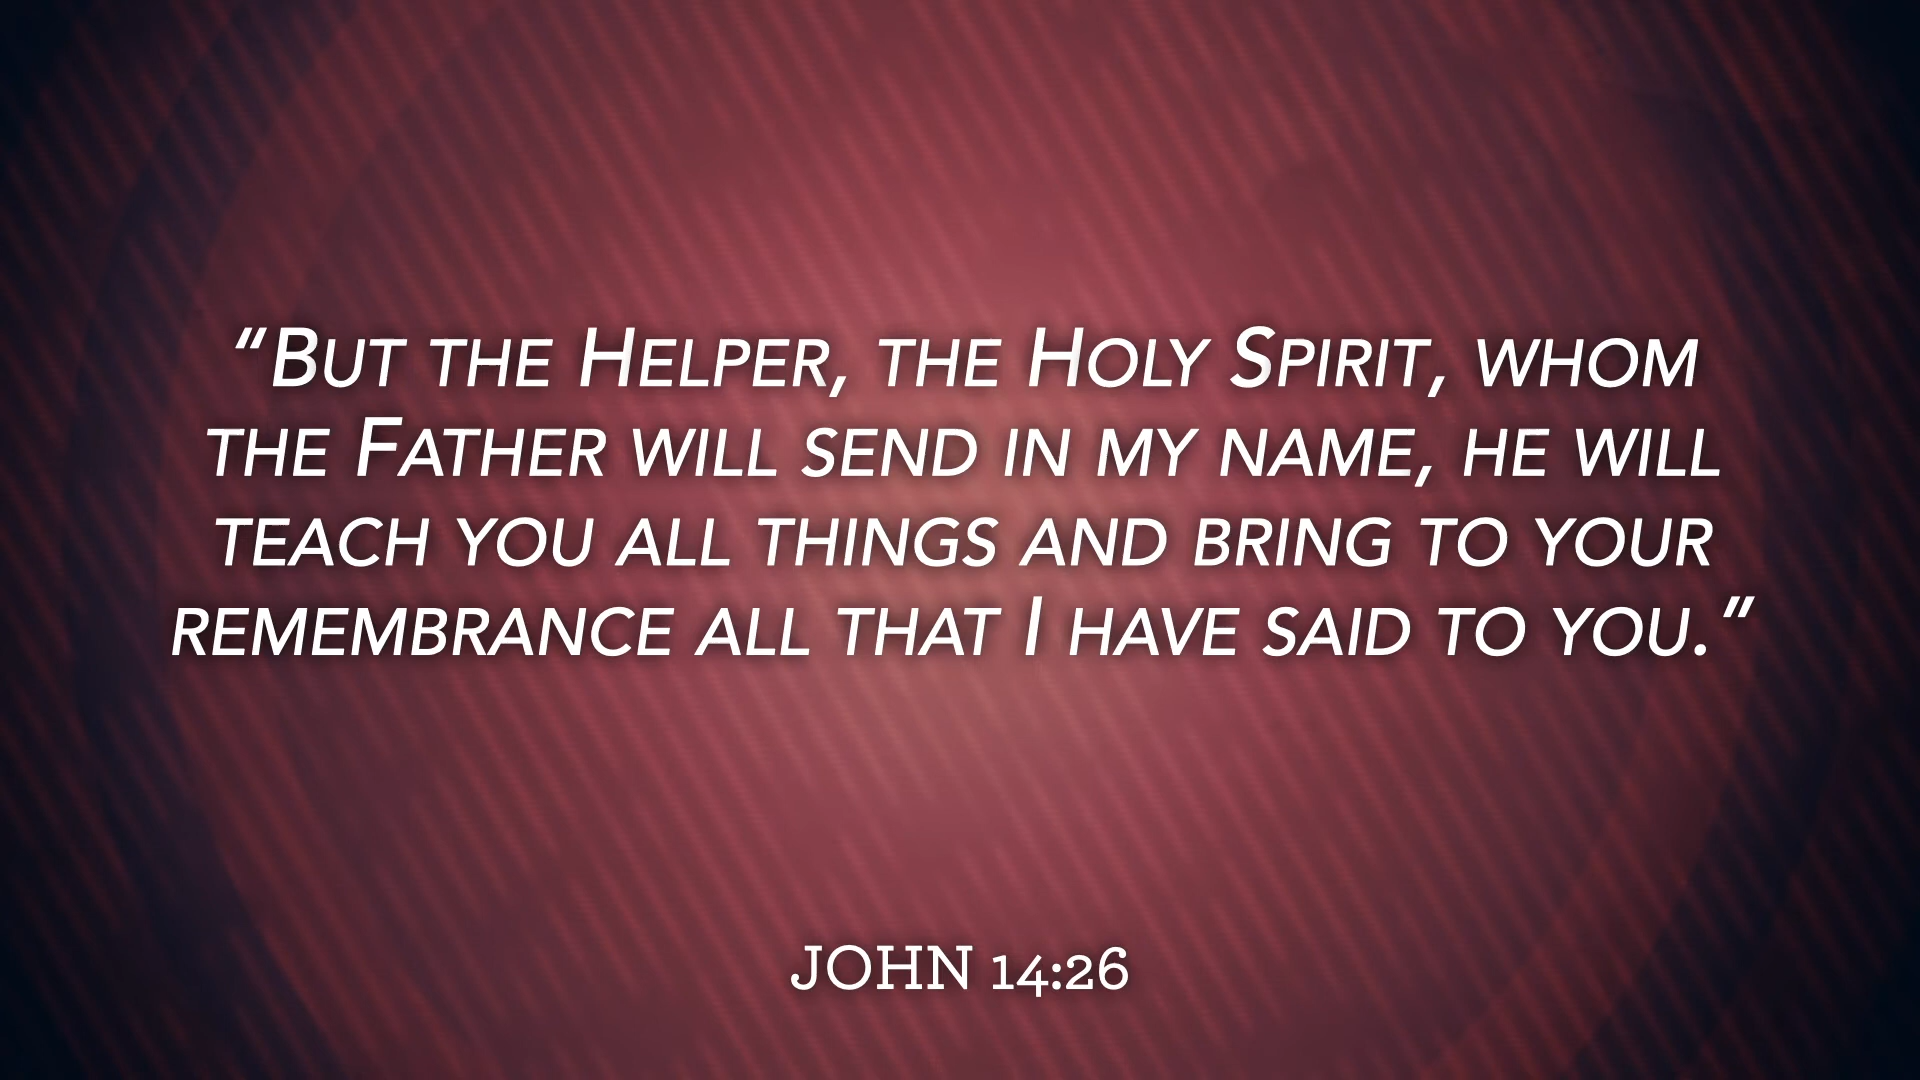 “But the Helper, the Holy Spirit, whom
the Father will send in my name, he will
teach you all things and bring to your
remembrance all that I have said to you.”
JOHN 14:26